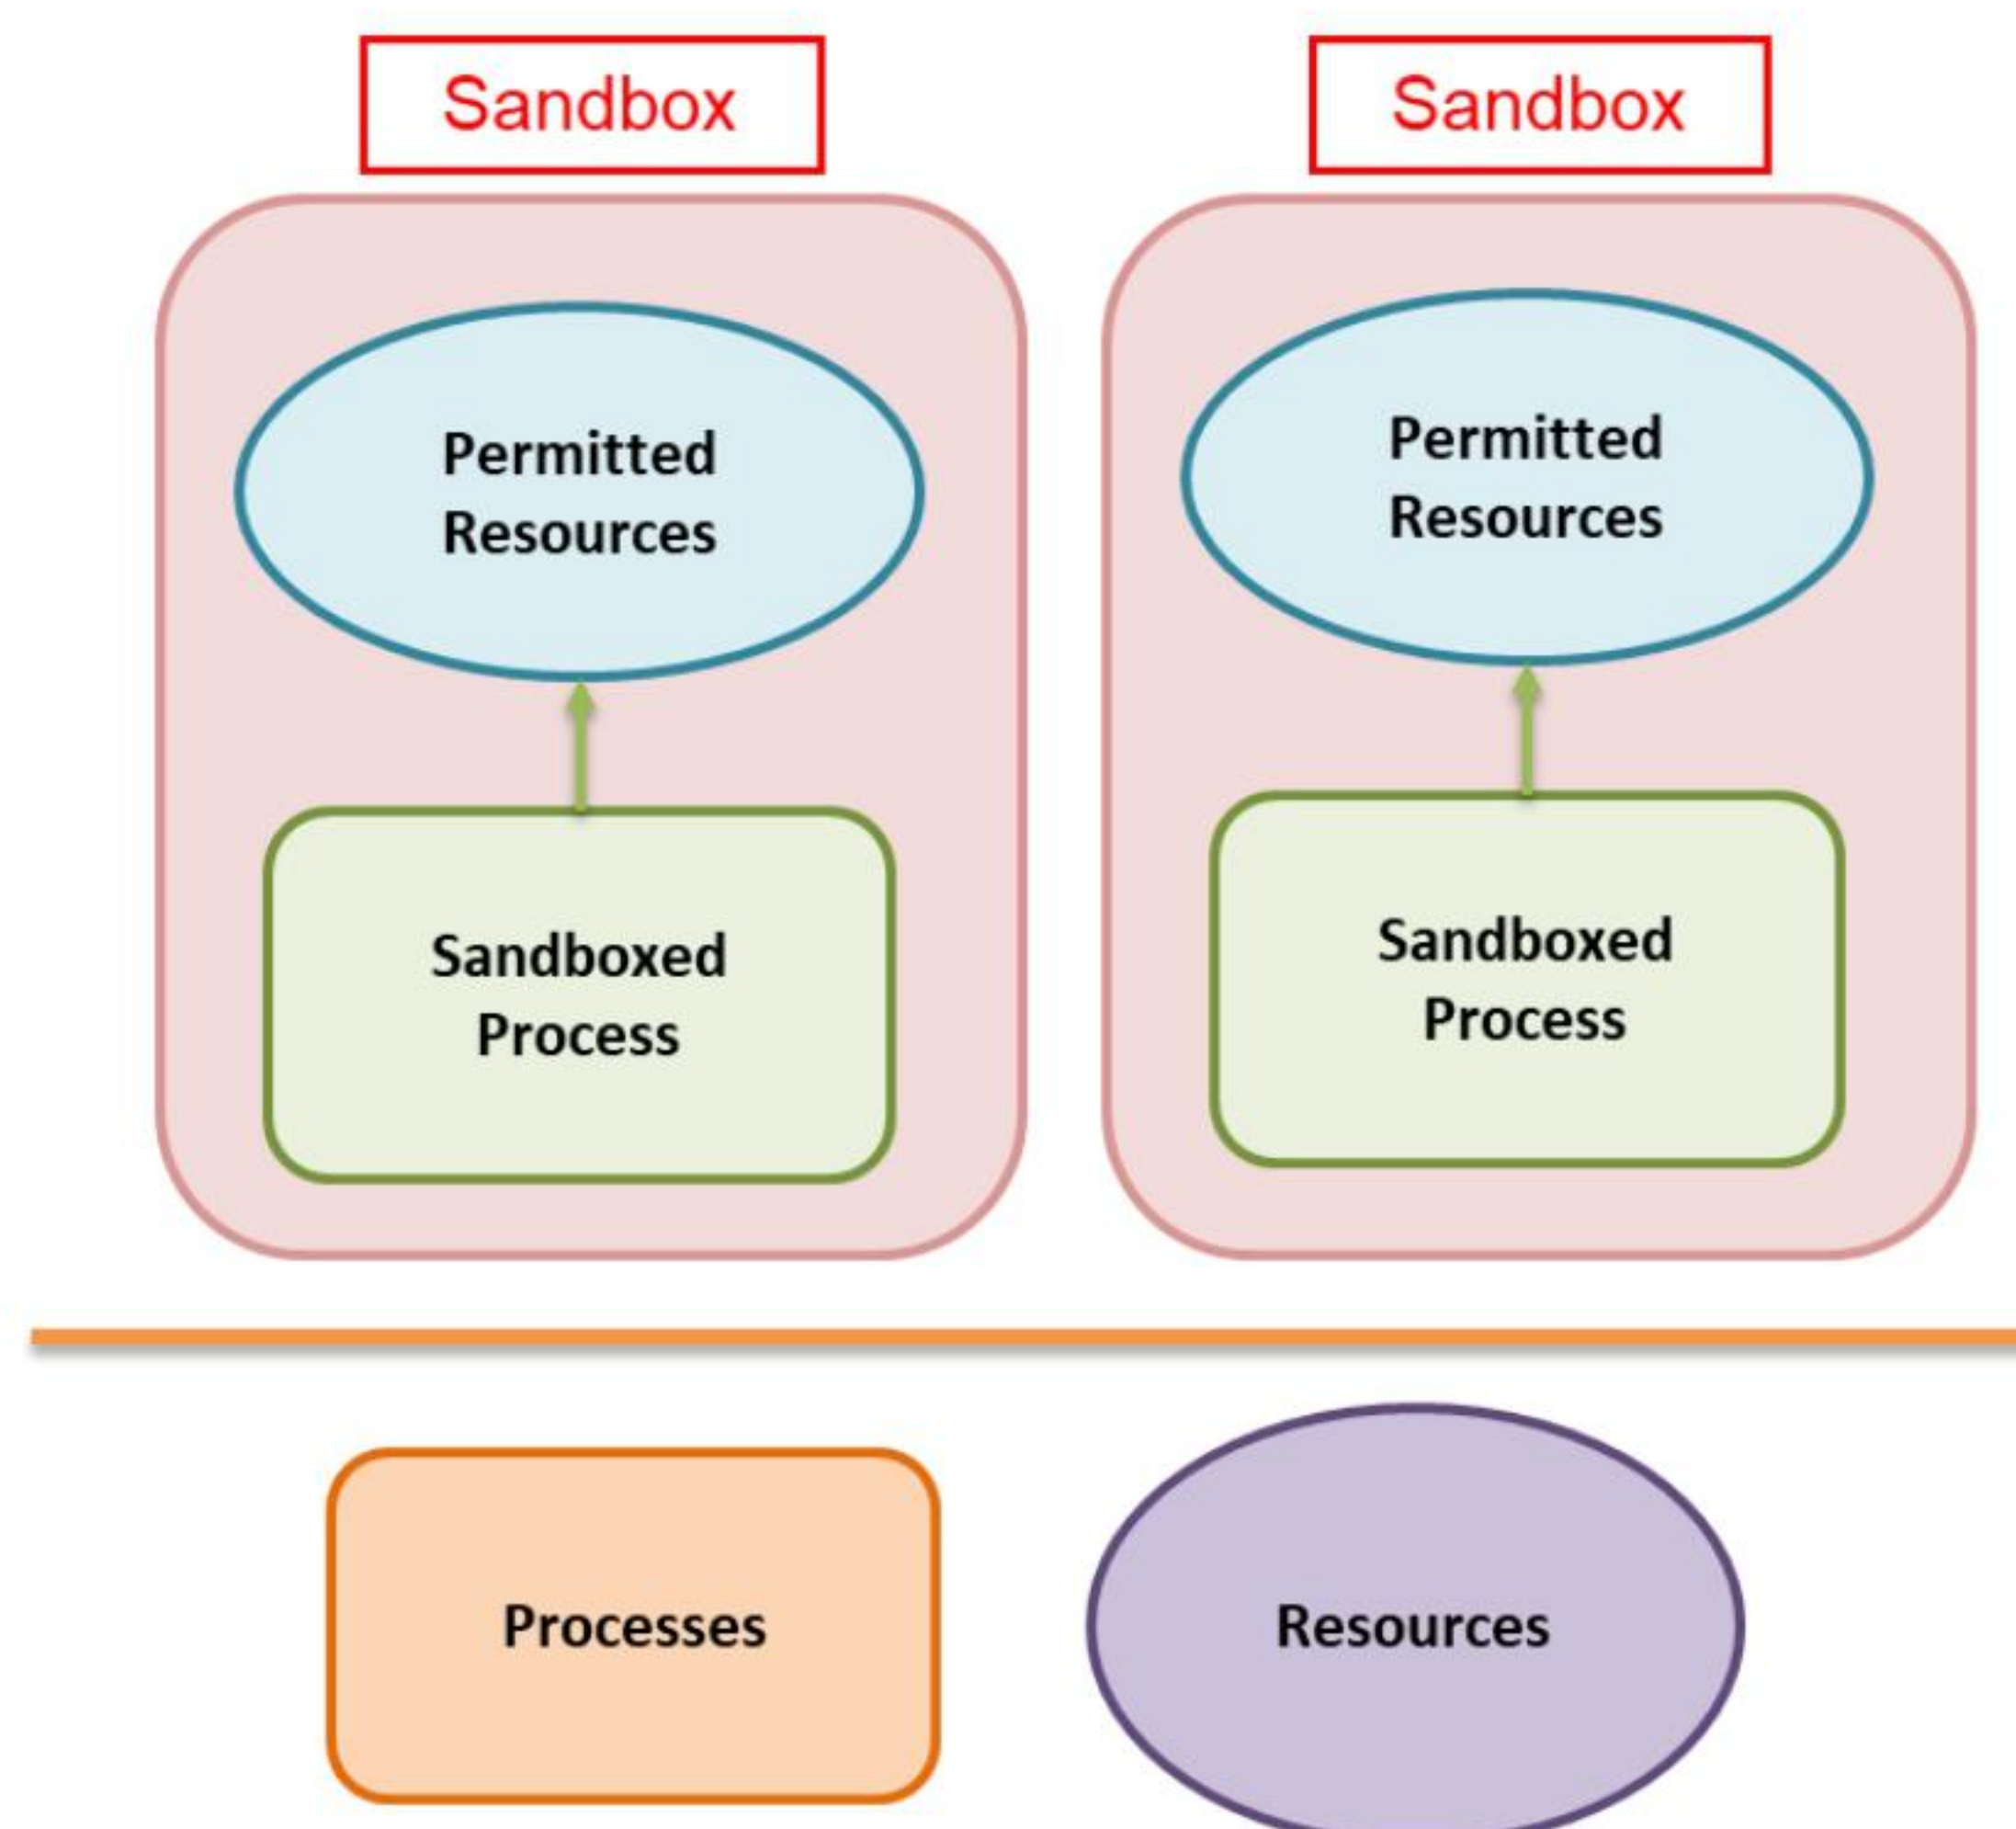 Sandbox
Sandbox
Permitted
Resources
Permitted
Resources
Sandboxed
Process
Sandboxed
Process
Processes
Resources